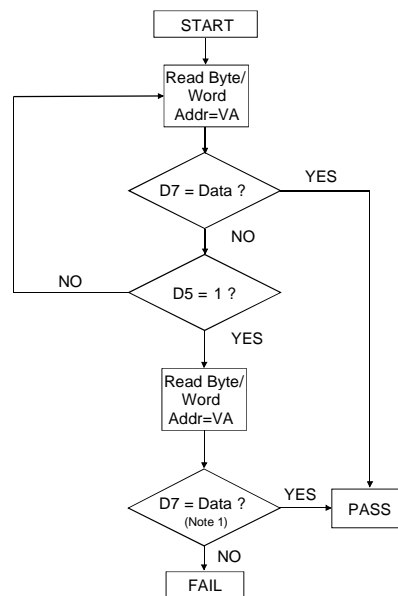 START
Read Byte/
Word
Addr=VA
D7 = Data ?
YES
NO
NO
D5 = 1 ?
YES
Read Byte/
Word
Addr=VA
D7 = Data ?
(Note 1)
YES
PASS
NO
FAIL